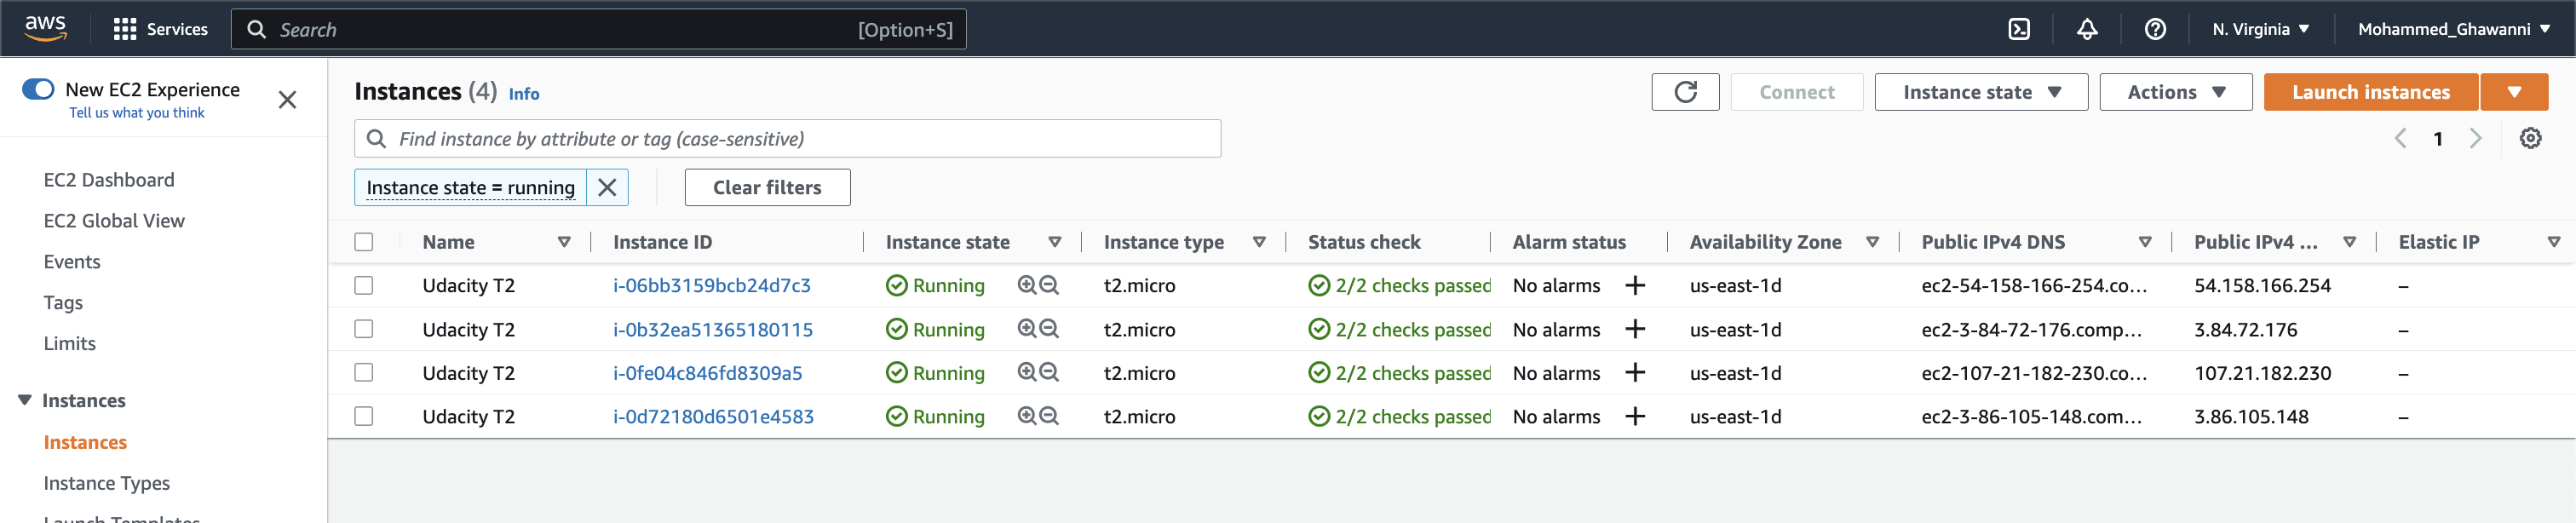 aws
Services
Search
[Option+S]
N. Virginia
Mohammed_Ghawanni
New EC2 Experience
Tell us what you think
EC2 Dashboard
EC2 Global View
Events
Tags
Limits
Instances
Instances
Instance Types
Launch Templates
Instances (4) Info
Connect
Instance state
Actions
Launch instances
Find instance by attribute or tag (case-sensitive)
1
Instance state = running
Clear filters
Name Instance ID Instance state Instance type Status check Alarm status Availability Zone Public IPv4 DNS Public IPv4 ... Elastic IP
Udacity T2 i-06bb3159bcb24d7c3 Running t2.micro 2/2 checks passed No alarms + us-east-1d ec2-54-158-166-254.co... 54.158.166.254 –
Udacity T2 i-0b32ea51365180115 Running t2.micro 2/2 checks passed No alarms + us-east-1d ec2-3-84-72-176.comp... 3.84.72.176 –
Udacity T2 i-0fe04c846fd8309a5 Running t2.micro 2/2 checks passed No alarms + us-east-1d ec2-107-21-182-230.co... 107.21.182.230 –
Udacity T2 i-0d72180d6501e4583 Running t2.micro 2/2 checks passed No alarms + us-east-1d ec2-3-86-105-148.com... 3.86.105.148 –